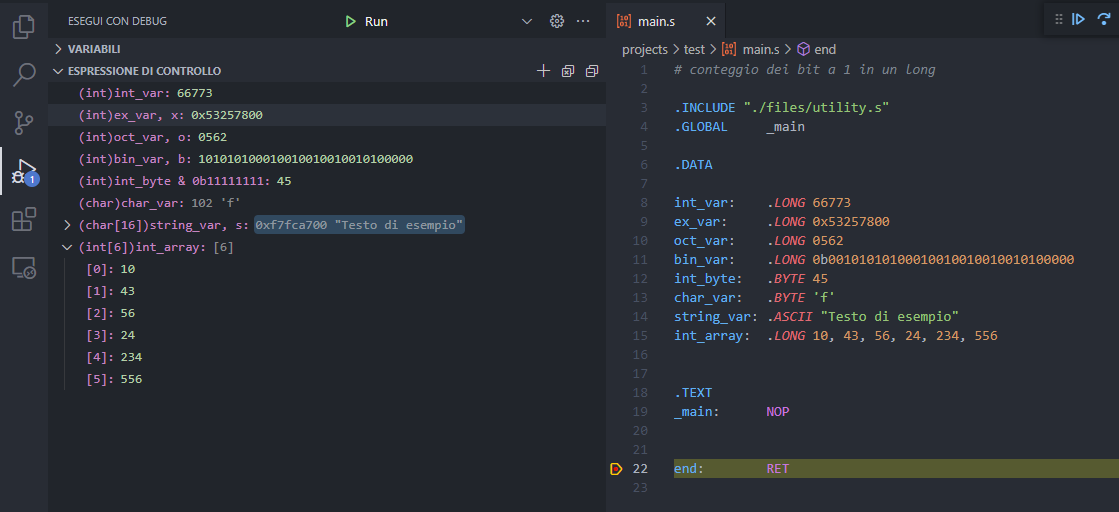 ESEGUI CON DEBUG
Run
VARIABILI
ESPRESSIONE DI CONTROLLO
(int)int_var: 66773
(int)ex_var, x: 0x53257800
(int)oct_var, o: 0562
(int)bin_var, b: 101010100010010010010010100000
(int)int_byte & 0b11111111: 45
(char)char_var: 102 'f'
(char[16])string_var, s: 0xf7fca700 "Testo di esempio"
(int[6])int_array: [6]
[0]: 10
[1]: 43
[2]: 56
[3]: 24
[4]: 234
[5]: 556
1
main.s
projects > test > main.s > end
1 # conteggio dei bit a 1 in un long
2
3 .INCLUDE "./files/utility.s"
4 .GLOBAL _main
5
6 .DATA
7
8 int_var: .LONG 66773
9 ex_var: .LONG 0x53257800
10 oct_var: .LONG 0562
11 bin_var: .LONG 0b00101010100010010010010010100000
12 int_byte: .BYTE 45
13 char_var: .BYTE 'f'
14 string_var: .ASCII "Testo di esempio"
15 int_array: .LONG 10, 43, 56, 24, 234, 556
16
17
18 .TEXT
19 _main: NOP
20
21
22 end: RET
23